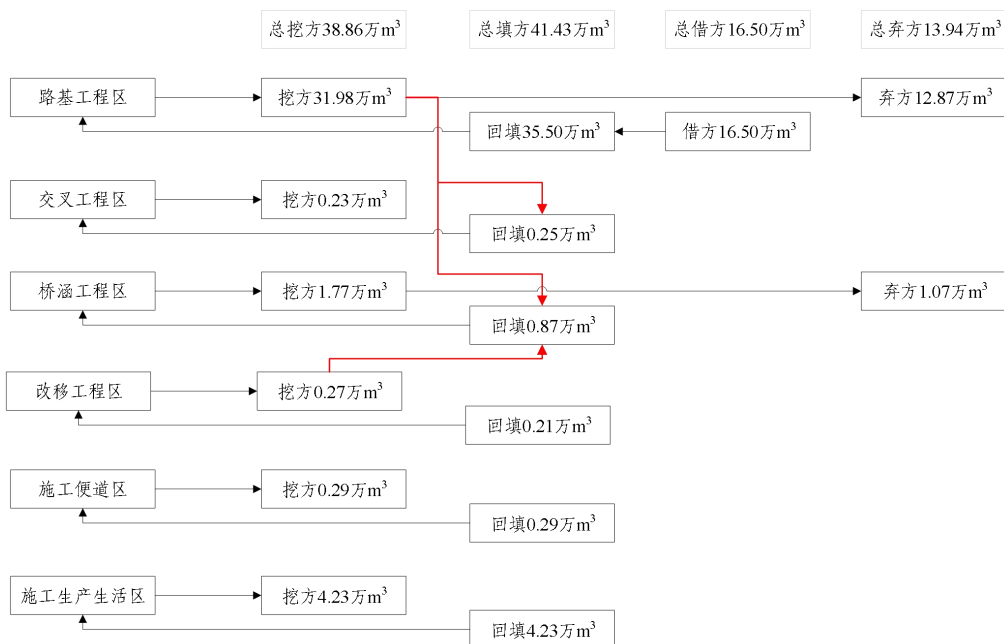 总挖方38.86万m³
总填方41.43万m³
总借方16.50万m³
总弃方13.94万m³
路基工程区
挖方31.98万m³
弃方12.87万m³
回填35.50万m³
借方16.50万m³
交叉工程区
挖方0.23万m³
回填0.25万m³
桥涵工程区
挖方1.77万m³
弃方1.07万m³
回填0.87万m³
改移工程区
挖方0.27万m³
回填0.21万m³
施工便道区
挖方0.29万m³
回填0.29万m³
施工生产生活区
挖方4.23万m³
回填4.23万m³